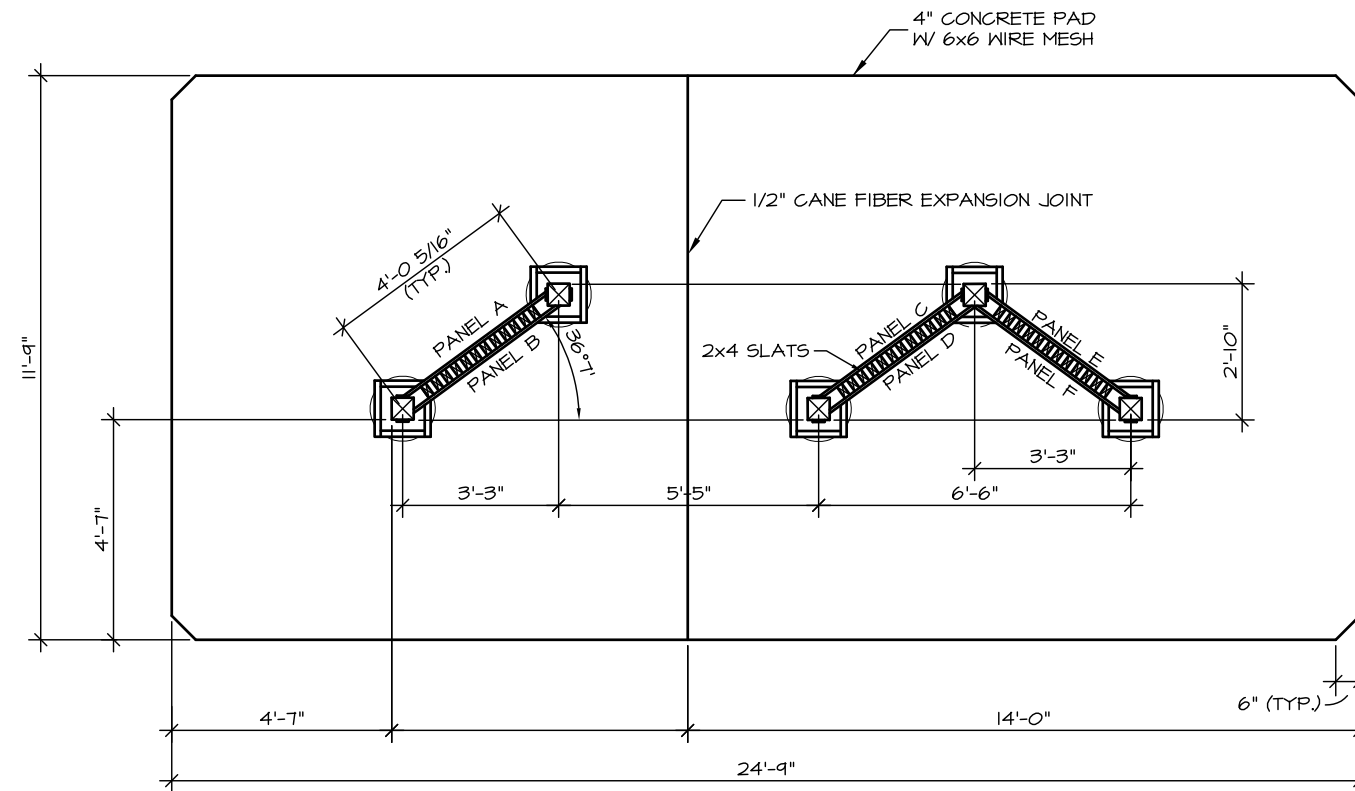 4" CONCRETE PAD
W/ 6x6 WIRE MESH
1/2" CANE FIBER EXPANSION JOINT
4'-0 5/16"
(TYP.)
PANEL A
PANEL B
36°7'
11'-9"
2x4 SLATS
PANEL C
PANEL D
PANEL E
PANEL F
2'-10"
3'-3"
3'-3"
5'-5"
6'-6"
4'-7"
6" (TYP.)
4'-7"
14'-0"
24'-9"